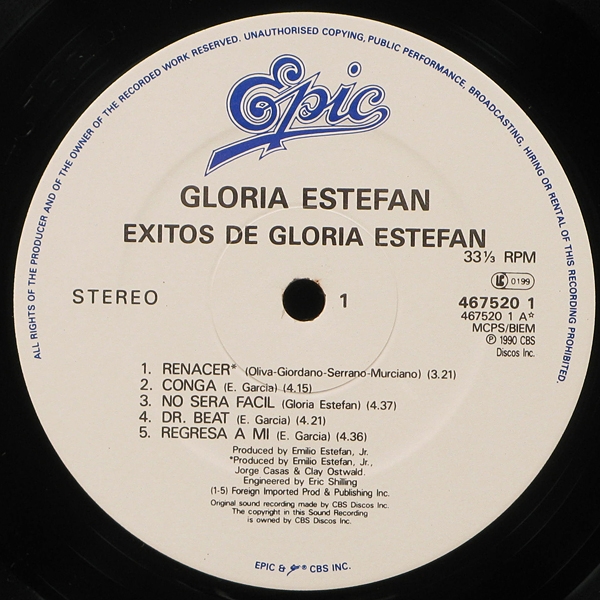 ALL RIGHTS OF THE PRODUCER AND OF THE OWNER OF THE RECORDED WORK RESERVED. UNAUTHORISED COPYING, PUBLIC PERFORMANCE, BROADCASTING, HIRING OR RENTAL OF THIS RECORDING PROHIBITED.
Epic
GLORIA ESTEFAN
EXITOS DE GLORIA ESTEFAN
33⅓ RPM
LC 0199
STEREO
1
467520 1
467520 1 A☆
MCPS/BIEM
Ⓟ 1990 CBS
Discos Inc.
1. RENACER* (Oliva-Giordano-Serrano-Murciano) (3.21)
2. CONGA (E. Garcia) (4.15)
3. NO SERA FACIL (Gloria Estefan) (4.37)
4. DR. BEAT (E. Garcia) (4.21)
5. REGRESA A MI (E. Garcia) (4.36)
Produced by Emilio Estefan, Jr.
*Produced by Emilio Estefan, Jr.,
Jorge Casas & Clay Ostwald.
Engineered by Eric Shilling
(1-5) Foreign Imported Prod & Publishing Inc.
Original sound recording made by CBS Discos Inc.
The copyright in this Sound Recording
is owned by CBS Discos Inc.
EPIC & ® CBS INC.